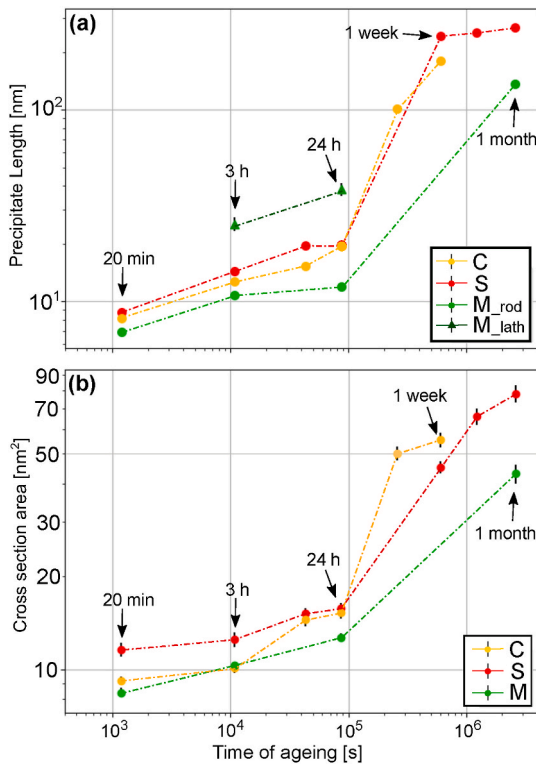 (a)
1 week
10²
24 h
1 month
3 h
20 min
10¹
Precipitate Length [nm]
C
S
M_rod
M_lath
(b)
90
70
50
30
20
10
1 week
24 h
1 month
20 min
3 h
Cross section area [nm²]
C
S
M
10³
10⁴
10⁵
10⁶
Time of ageing [s]